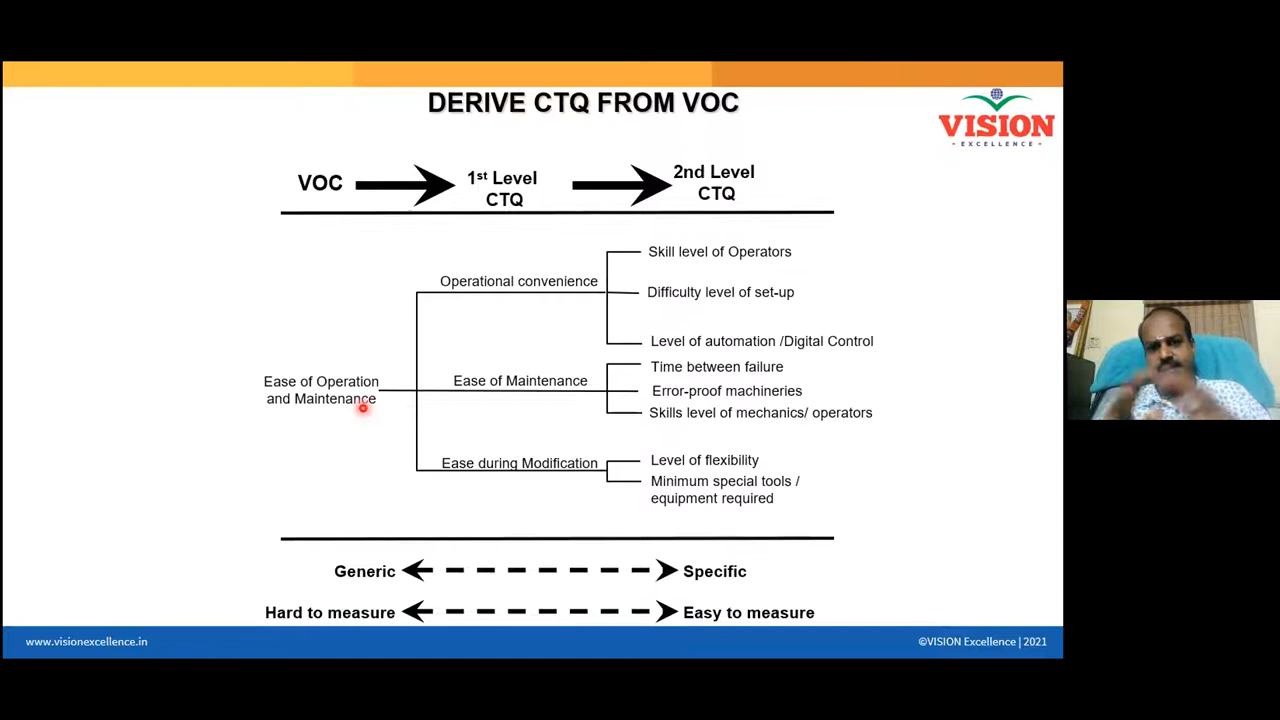 DERIVE CTQ FROM VOC
VISION
- EXCELLENCE -
VOC
1st Level
CTQ
2nd Level
CTQ
Ease of Operation
and Maintenance
Operational convenience
Skill level of Operators
Difficulty level of set-up
Level of automation /Digital Control
Ease of Maintenance
Time between failure
Error-proof machineries
Skills level of mechanics/ operators
Ease during Modification
Level of flexibility
Minimum special tools /
equipment required
Generic
Specific
Hard to measure
Easy to measure
www.visionexcellence.in
©VISION Excellence | 2021